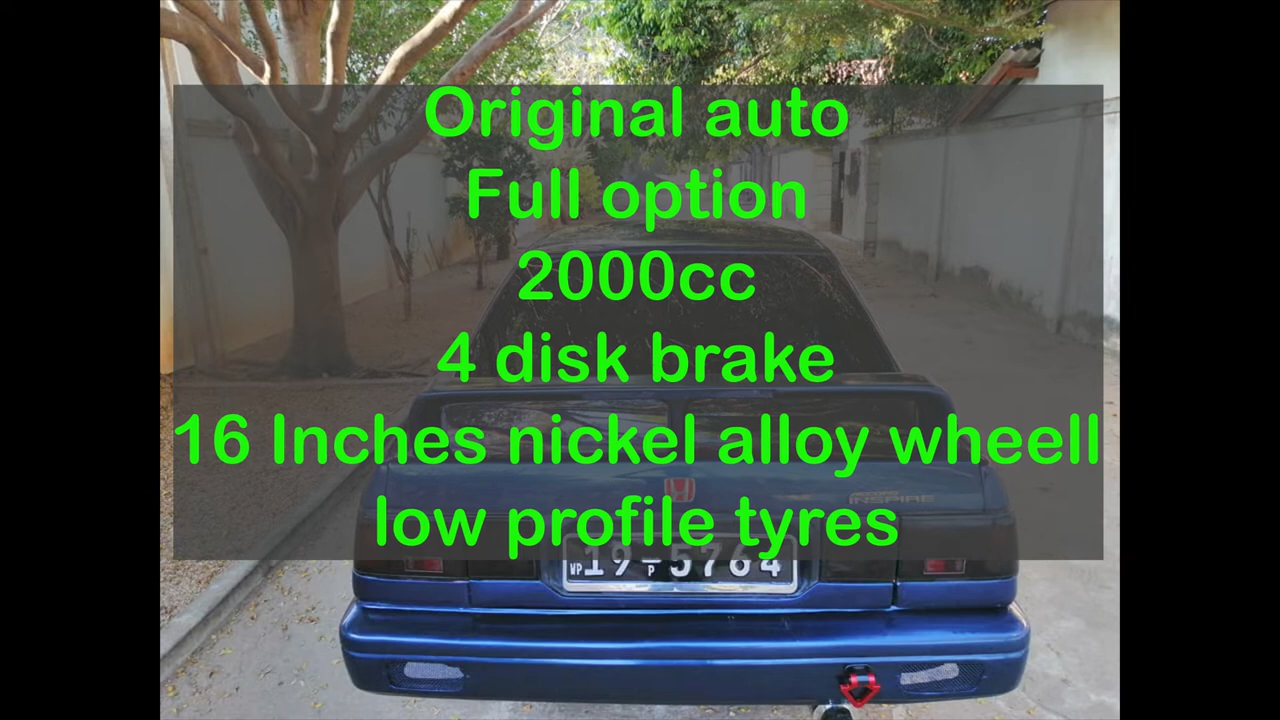 Original auto
Full option
2000cc
4 disk brake
16 Inches nickel alloy wheell
low profile tyres
INSPIRE
WP 19-5764
P